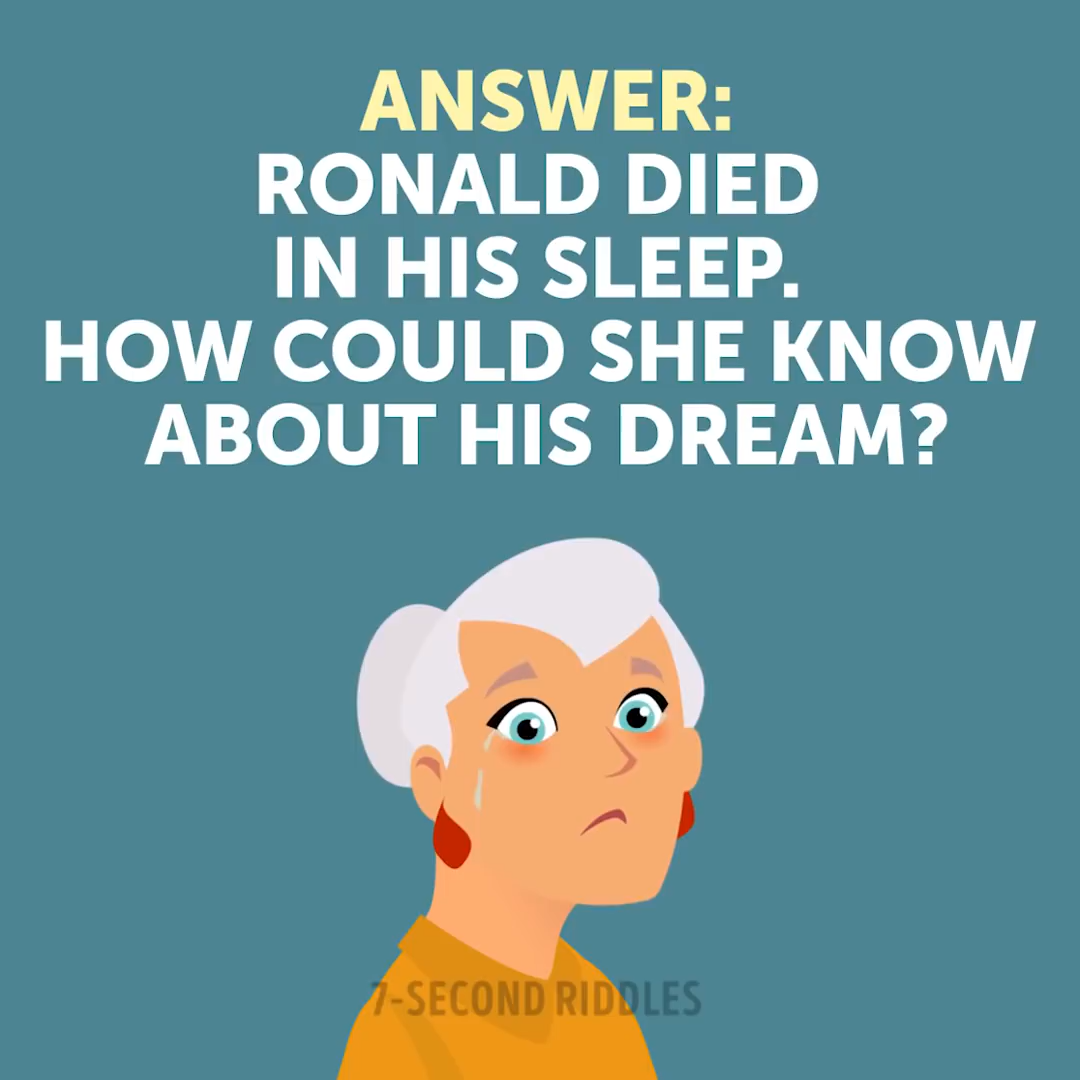 ANSWER:
RONALD DIED
IN HIS SLEEP.
HOW COULD SHE KNOW
ABOUT HIS DREAM?
7-SECOND RIDDLES